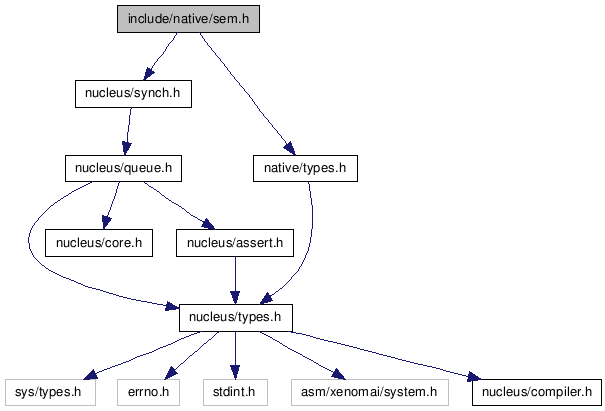 include/native/sem.h
nucleus/synch.h
nucleus/queue.h
native/types.h
nucleus/core.h
nucleus/assert.h
nucleus/types.h
sys/types.h
errno.h
stdint.h
asm/xenomai/system.h
nucleus/compiler.h